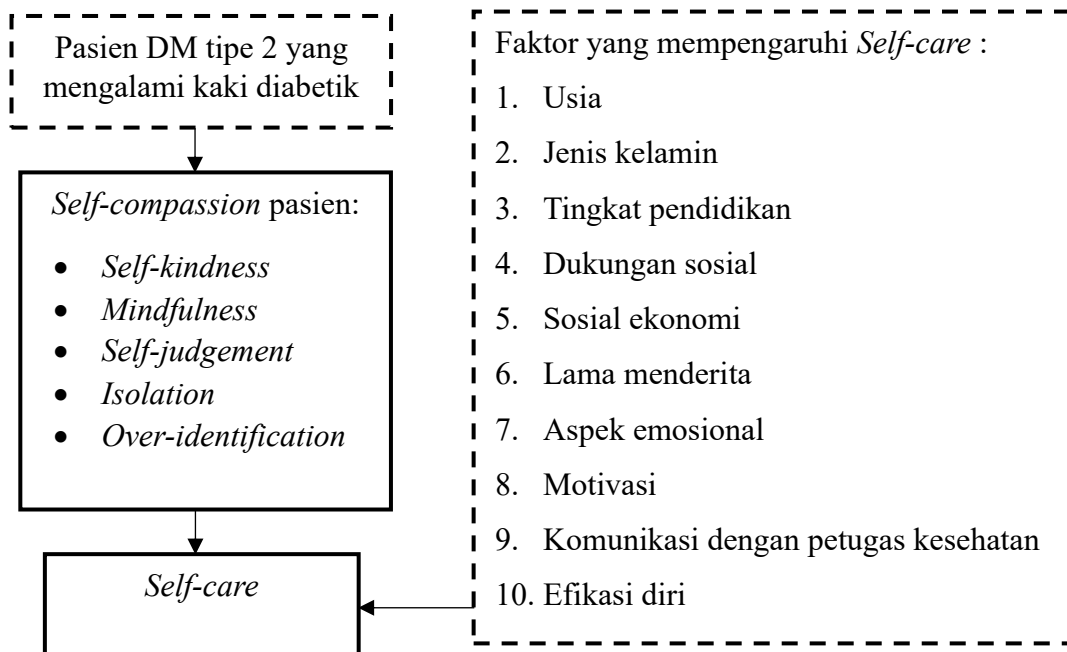 Pasien DM tipe 2 yang
mengalami kaki diabetik
Self-compassion pasien:
• Self-kindness
• Mindfulness
• Self-judgement
• Isolation
• Over-identification
Self-care
Faktor yang mempengaruhi Self-care :
1. Usia
2. Jenis kelamin
3. Tingkat pendidikan
4. Dukungan sosial
5. Sosial ekonomi
6. Lama menderita
7. Aspek emosional
8. Motivasi
9. Komunikasi dengan petugas kesehatan
10. Efikasi diri